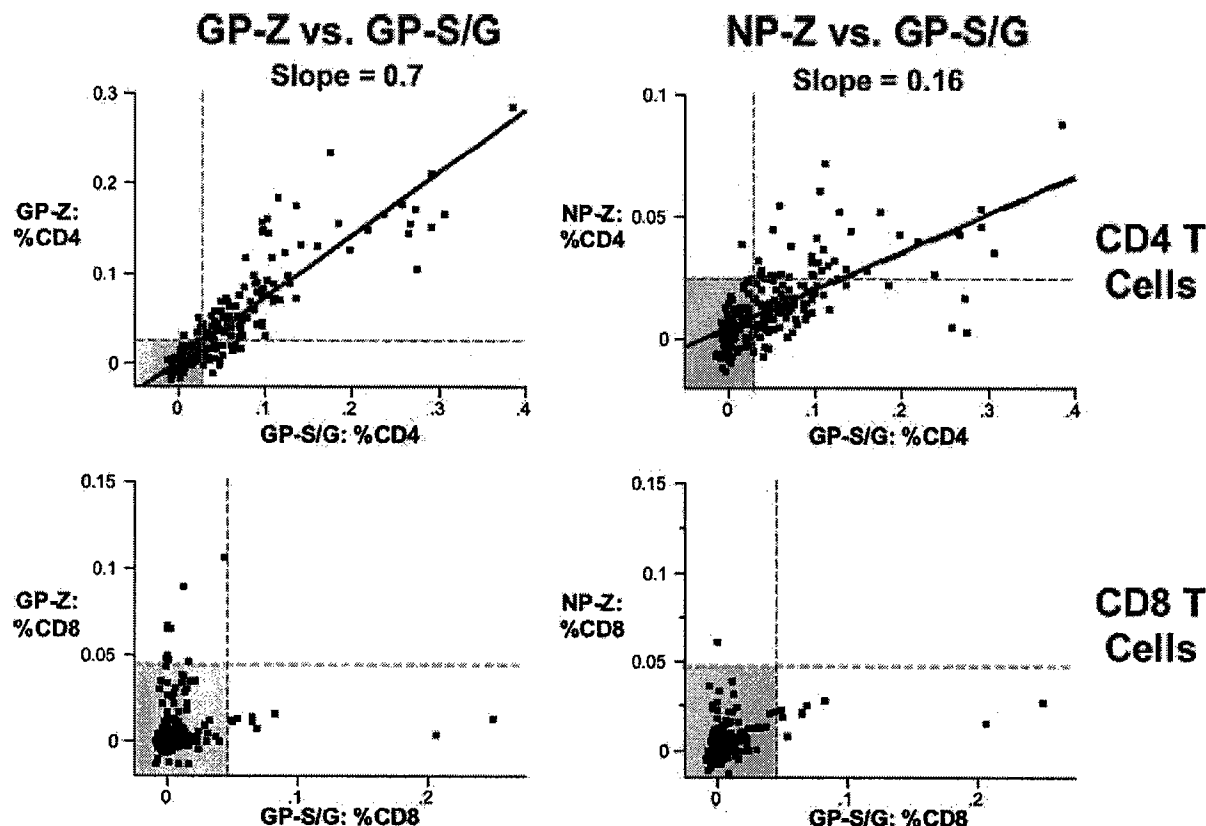 GP-Z vs. GP-S/G
Slope = 0.7
0.3
0.2
0.1
0
GP-Z:
%CD4
0
.1
.2
.3
.4
GP-S/G: %CD4
NP-Z vs. GP-S/G
Slope = 0.16
0.1
0.05
0
NP-Z:
%CD4
0
.1
.2
.3
.4
GP-S/G: %CD4
CD4 T
Cells
0.15
0.1
0.05
0
GP-Z:
%CD8
0
.1
.2
GP-S/G: %CD8
0.15
0.1
0.05
0
NP-Z:
%CD8
0
.1
.2
GP-S/G: %CD8
CD8 T
Cells